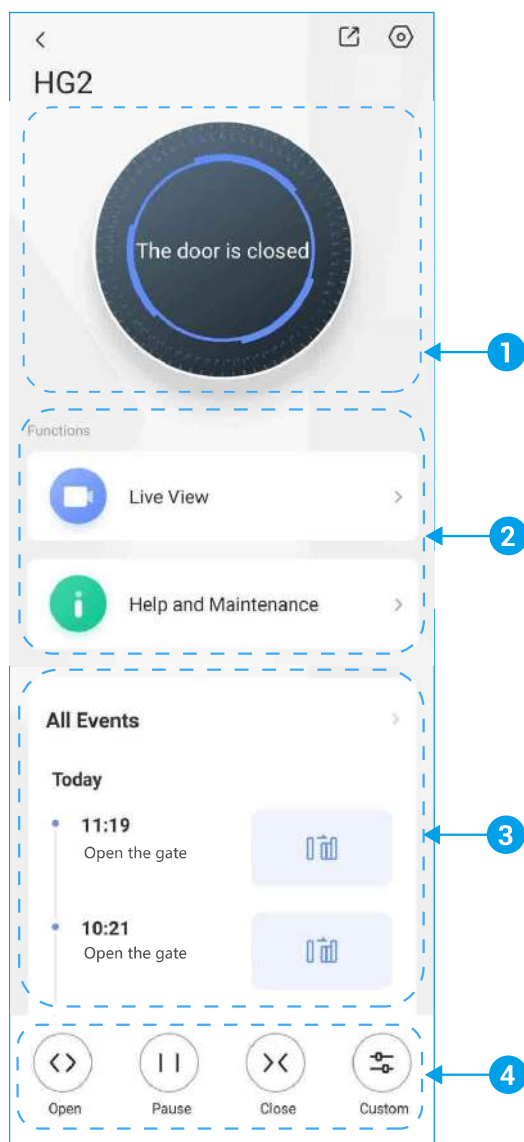 HG2
The door is closed
1
Functions
Live View
2
Help and Maintenance
All Events
Today
11:19
Open the gate
3
10:21
Open the gate
Open Pause Close Custom
4